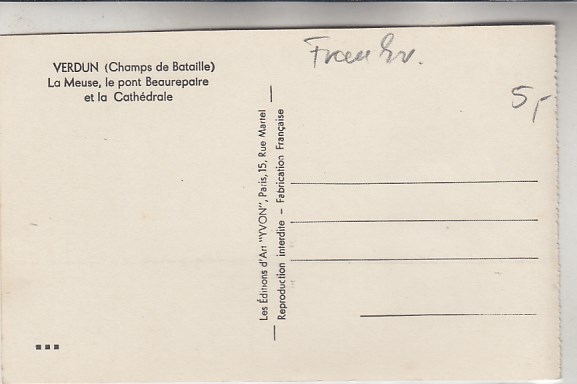 VERDUN (Champs de Bataille)
La Meuse, le pont Beaurepaire
et la Cathédrale
Les Éditions d'Art "YVON", Paris, 15, Rue Martel
Reproduction interdite – Fabrication Française
5,-